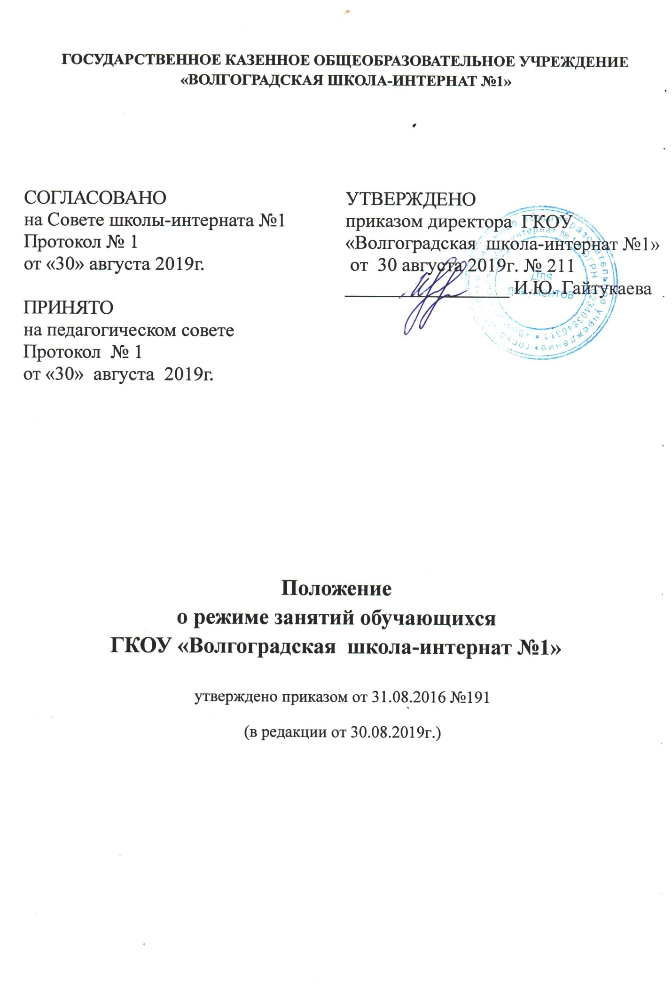 ГОСУДАРСТВЕННОЕ КАЗЕННОЕ ОБЩЕОБРАЗОВАТЕЛЬНОЕ УЧРЕЖДЕНИЕ
«ВОЛГОГРАДСКАЯ ШКОЛА-ИНТЕРНАТ №1»
СОГЛАСОВАНО
на Совете школы-интерната №1
Протокол № 1
от «30» августа 2019г.
ПРИНЯТО
на педагогическом совете
Протокол № 1
от «30» августа 2019г.
УТВЕРЖДЕНО
приказом директора ГКОУ
«Волгоградская школа-интернат №1»
от 30 августа 2019г. № 211
И.Ю. Гайтукаева
Для
Положение
о режиме занятий обучающихся
ГКОУ «Волгоградская школа-интернат №1»
утверждено приказом от 31.08.2016 №191
(в редакции от 30.08.2019г.)